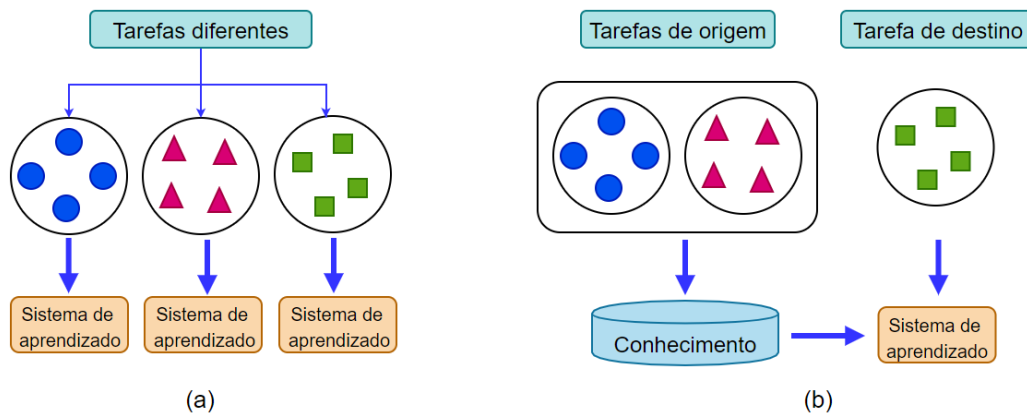 Tarefas diferentes
Sistema de
aprendizado
Sistema de
aprendizado
Sistema de
aprendizado
(a)
Tarefas de origem
Tarefa de destino
Conhecimento
Sistema de
aprendizado
(b)